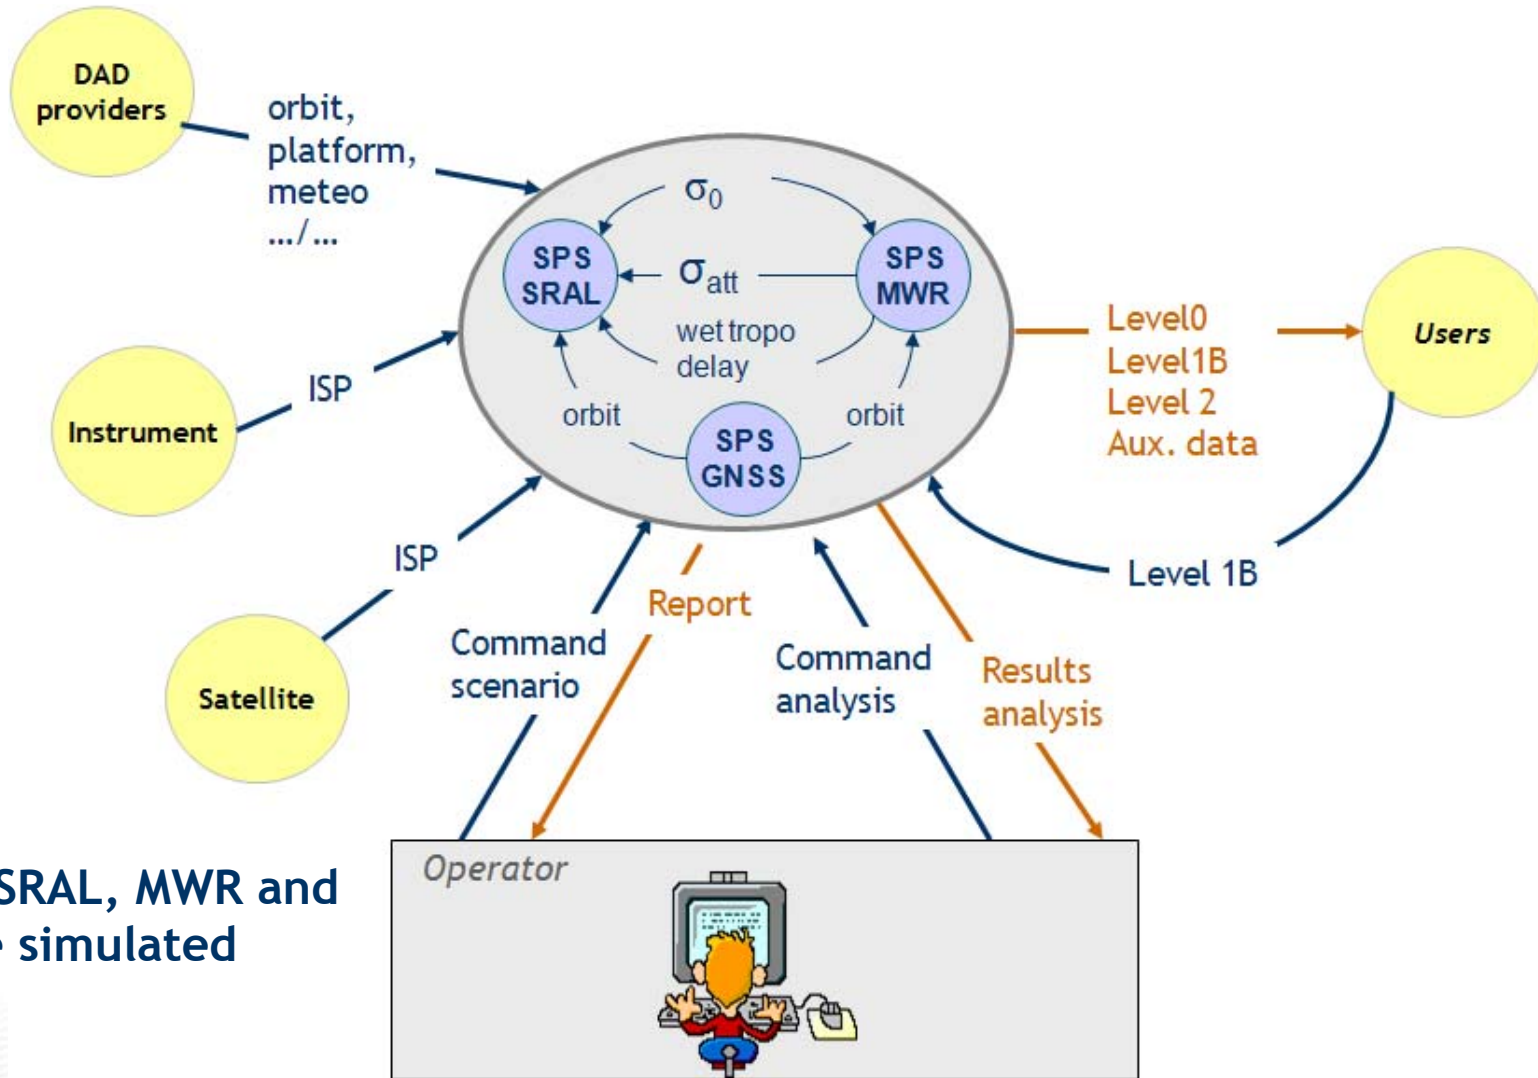 DAD
providers
orbit,
platform,
meteo
.../...
σ0
SPS
SRAL
σatt
SPS
MWR
wet tropo
delay
orbit
orbit
SPS
GNSS
Level0
Level1B
Level 2
Aux. data
Users
Instrument
ISP
ISP
Level 1B
Satellite
Command
scenario
Report
Command
analysis
Results
analysis
Operator
SRAL, MWR and
simulated